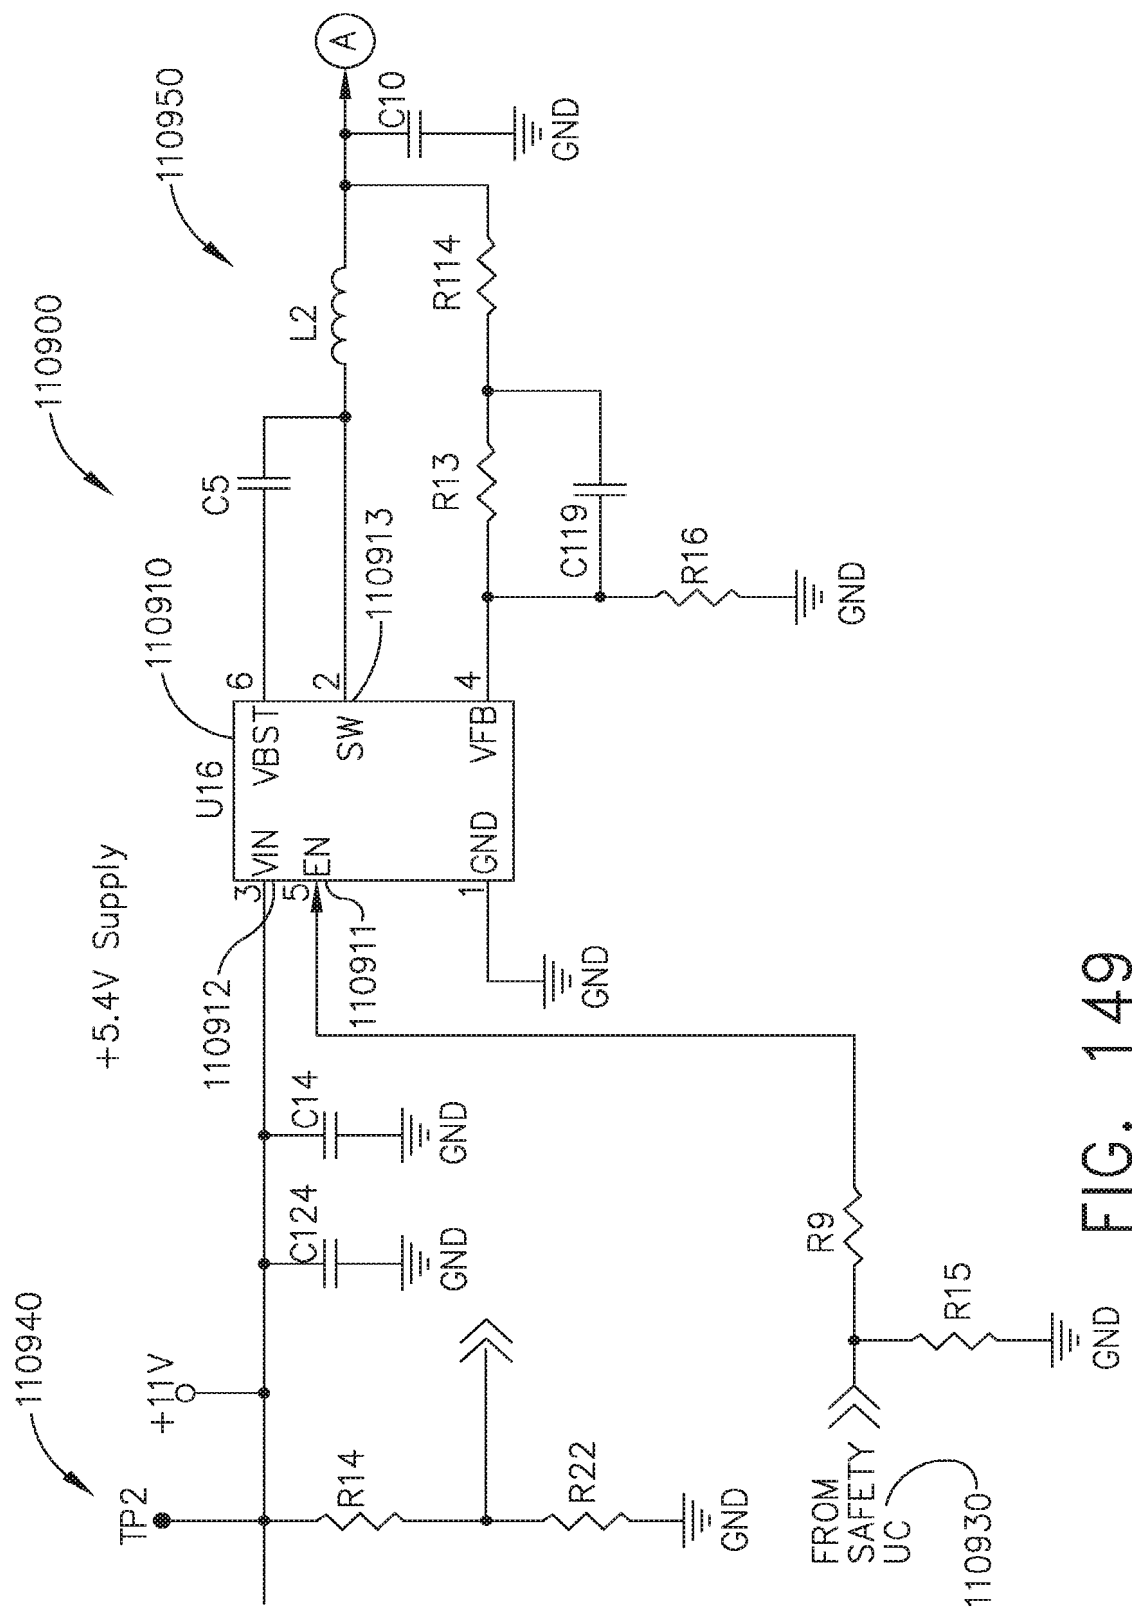 110940
TP2
+11V
R14
R22
GND
C124
GND
C14
GND
+5.4V Supply
110912
110911
3
VIN
5
EN
1
GND
GND
U16
110910
VBST
6
SW
2
110913
VFB
4
110900
C5
L2
110950
R13
R114
C119
R16
GND
C10
GND
A
FROM
SAFETY
UC
110930
R9
R15
GND
FIG. 149